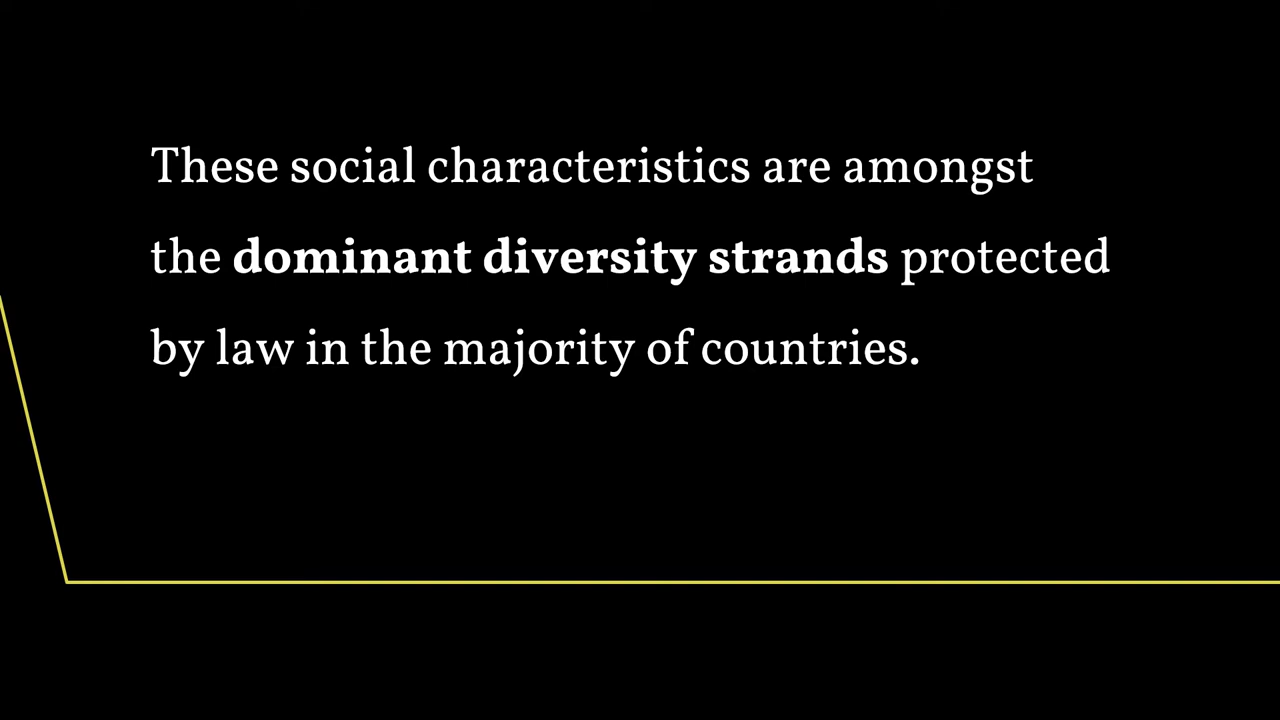 These social characteristics are amongst
the dominant diversity strands protected
by law in the majority of countries.